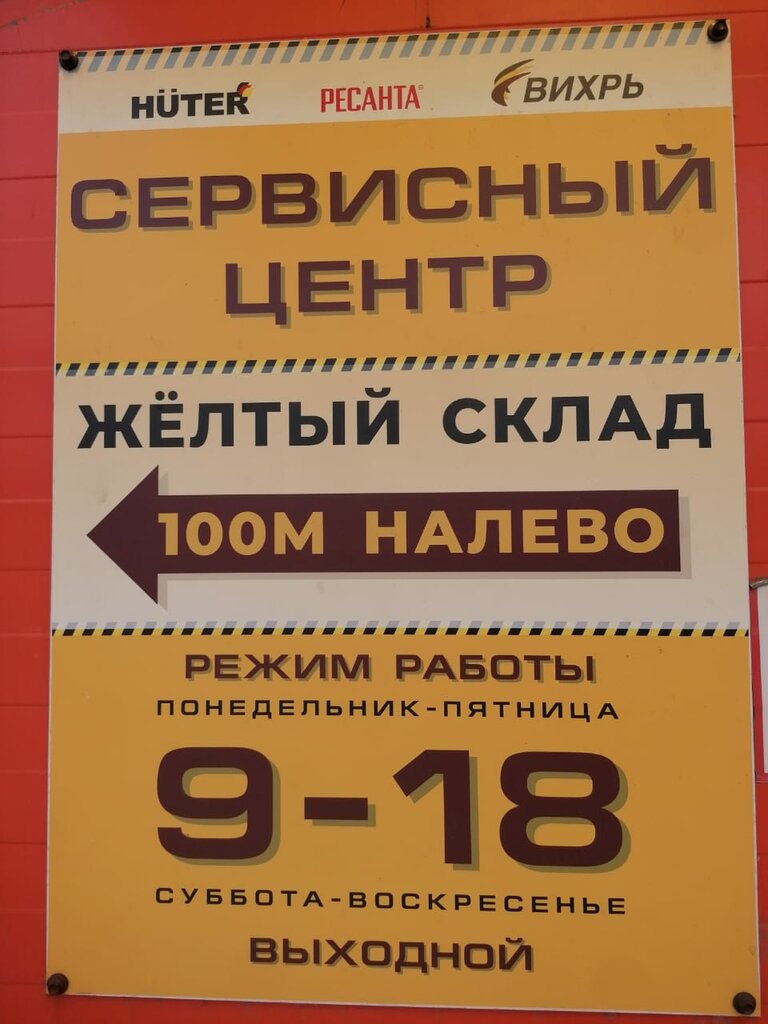 HÜTER РЕСАНТА ВИХРЬ
СЕРВИСНЫЙ
ЦЕНТР
ЖЁЛТЫЙ СКЛАД
100М НАЛЕВО
РЕЖИМ РАБОТЫ
ПОНЕДЕЛЬНИК-ПЯТНИЦА
9-18
СУББОТА-ВОСКРЕСЕНЬЕ
ВЫХОДНОЙ